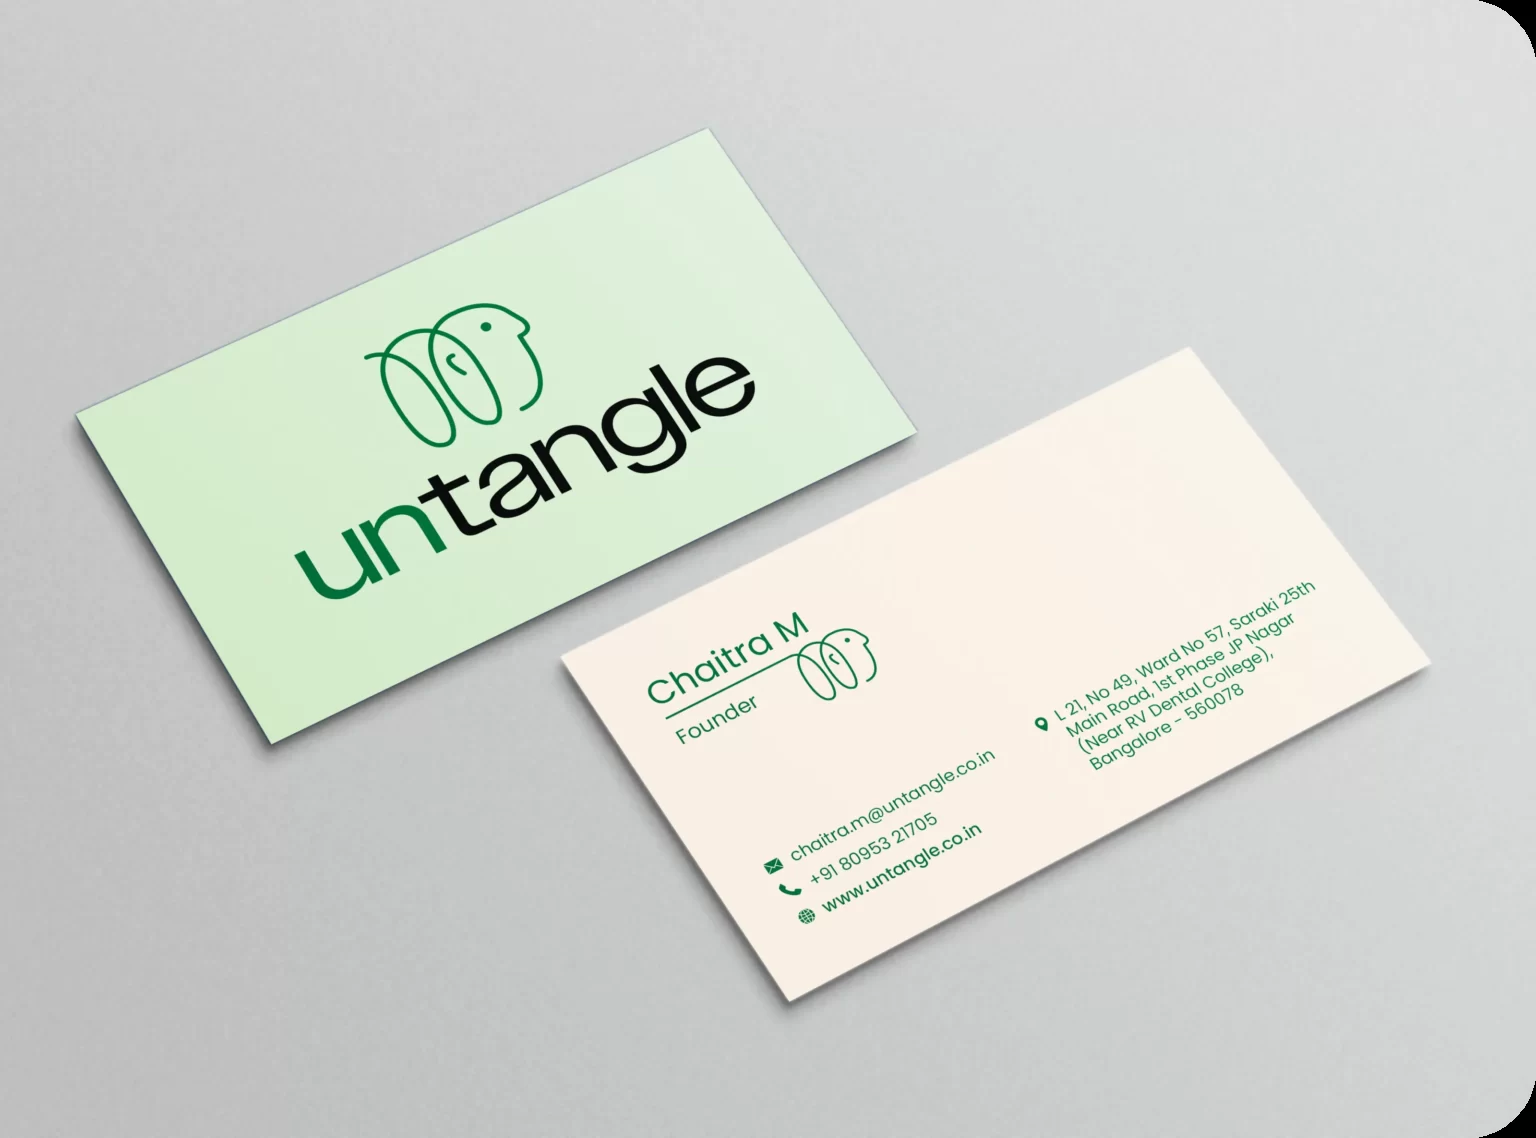 untangle
Chaitra M
Founder
chaitra.m@untangle.co.in
+91 80953 21705
www.untangle.co.in
L 21, No 49, Ward No 57, Saraki 25th
Main Road, 1st Phase JP Nagar
(Near RV Dental College),
Bangalore - 560078